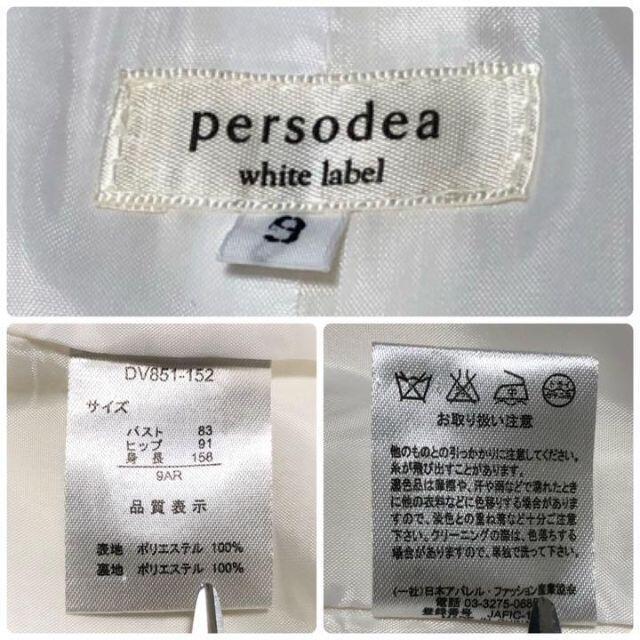 persodea
white label
9
DV851-152
サイズ
バスト 83
ヒップ 91
身長 158
9AR
品質表示
表地 ポリエステル 100%
裏地 ポリエステル 100%
お取り扱い注意
他のものとの引っかかりに注意してください。
糸が飛び出すことがあります。
濃色品は摩擦や、汗や雨などで濡れたとき
に他の衣料などに色移りする場合がありま
すので、淡色との重ね着など十分ご注意
下さい。クリーニングの際は、色落ちする
場合がありますので、単独で洗って下さい。
(一社)日本アパレル・ファッション産業協会
電話 03-3275-068
登録番号 JAFIC-1